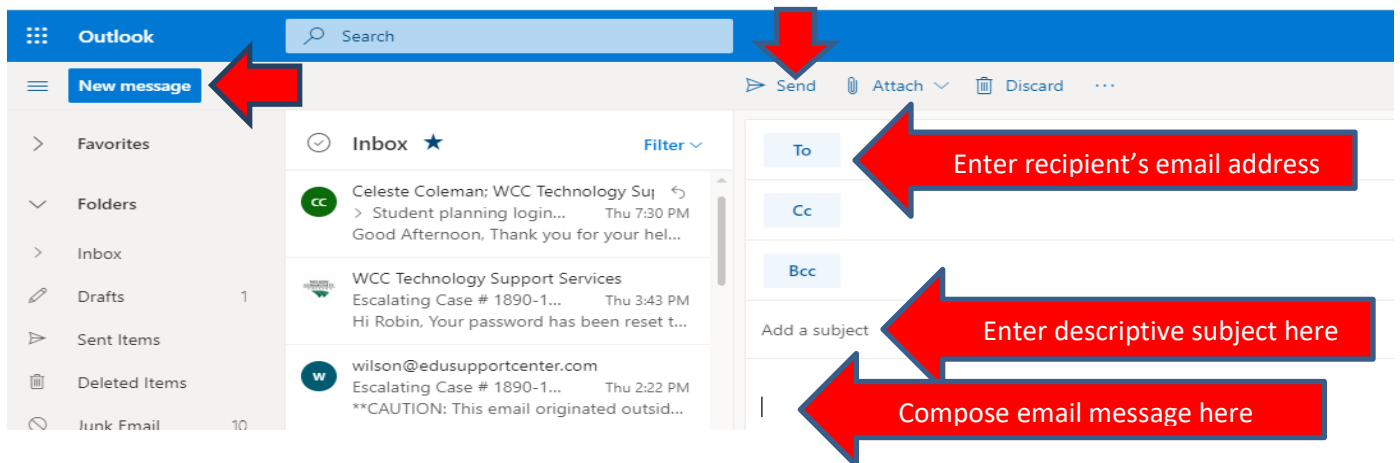 Outlook
Search
New message
Send Attach Discard ...
Favorites
Folders
Inbox
Drafts 1
Sent Items
Deleted Items
Junk Email 10
Inbox Filter
CC
Celeste Coleman; WCC Technology Su
> Student planning login... Thu 7:30 PM
Good Afternoon, Thank you for your hel...
WCC Technology Support Services
Escalating Case # 1890-1... Thu 3:43 PM
Hi Robin, Your password has been reset t...
w
wilson@edusupportcenter.com
Escalating Case # 1890-1... Thu 2:22 PM
**CAUTION: This email originated outsid...
To
Enter recipient’s email address
Cc
Bcc
Add a subject
Enter descriptive subject here
Compose email message here